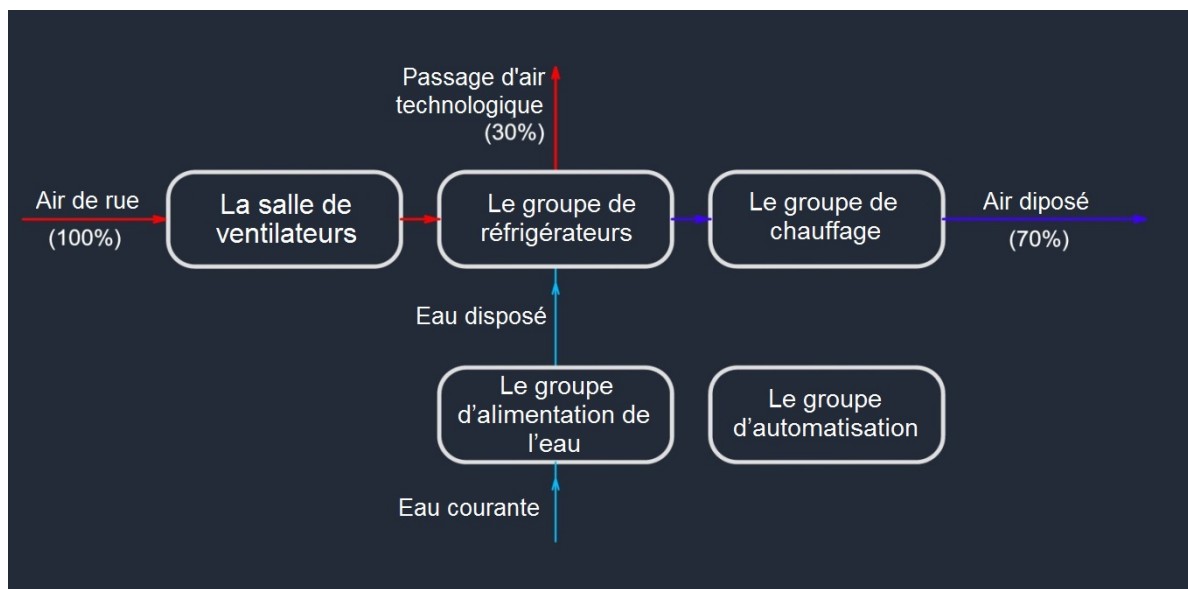 Passage d'air
technologique
(30%)
Air de rue
(100%)
La salle de
ventilateurs
Le groupe de
réfrigérateurs
Le groupe de
chauffage
Air diposé
(70%)
Eau disposé
Le groupe
d’alimentation de
l’eau
Le groupe
d’automatisation
Eau courante